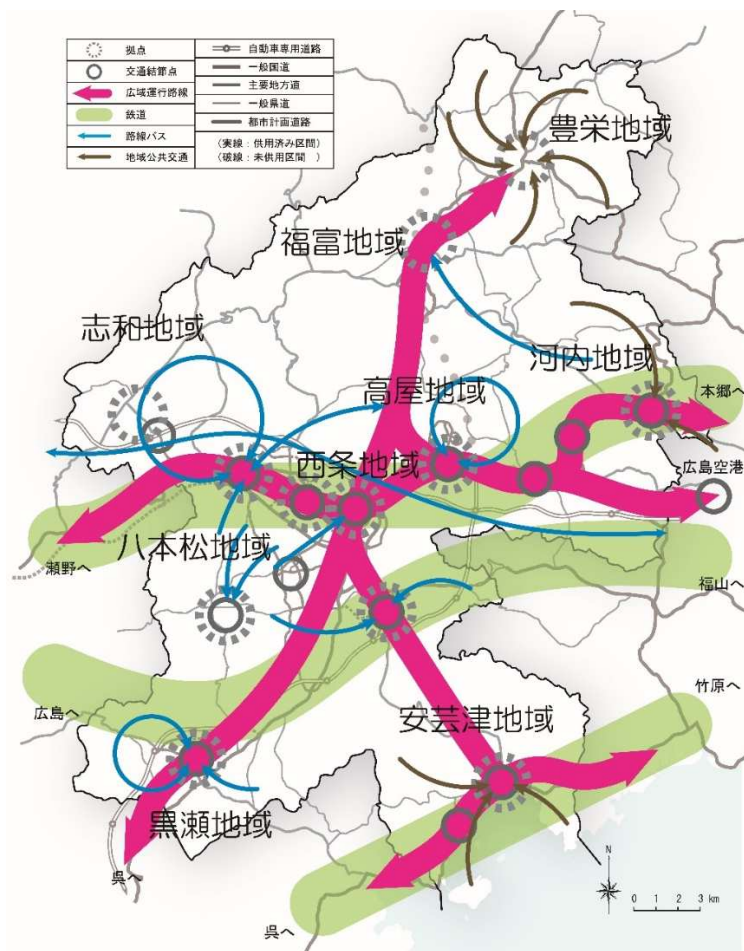 拠点
交通結節点
広域運行路線
鉄道
路線バス
地域公共交通
自動車専用道路
一般国道
主要地方道
一般県道
都市計画道路
(実線:供用済み区間)
(破線:未供用区間 )
豊栄地域
福富地域
志和地域
河内地域
高屋地域
本郷へ
西条地域
広島空港
八本松地域
瀬野へ
福山へ
竹原へ
広島へ
安芸津地域
黒瀬地域
呉へ
呉へ
N
0 1 2 3 km